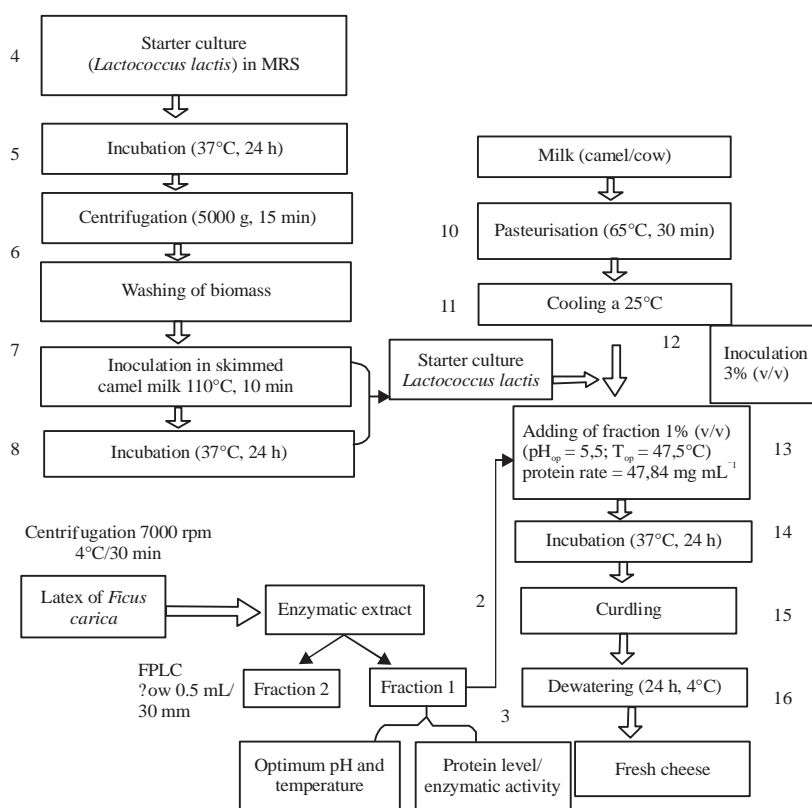 4
Starter culture
(Lactococcus lactis) in MRS
5
Incubation (37°C, 24 h)
Centrifugation (5000 g, 15 min)
6
Washing of biomass
7
Inoculation in skimmed
camel milk 110°C, 10 min
8
Incubation (37°C, 24 h)
Starter culture
Lactococcus lactis
Milk (camel/cow)
10
Pasteurisation (65°C, 30 min)
11
Cooling a 25°C
12
Inoculation
3% (v/v)
Adding of fraction 1% (v/v)
(pHop = 5,5; Top = 47,5°C)
protein rate = 47,84 mg mL⁻¹
13
Incubation (37°C, 24 h)
14
Curdling
15
Dewatering (24 h, 4°C)
16
Fresh cheese
Centrifugation 7000 rpm
4°C/30 min
Latex of Ficus
carica
Enzymatic extract
2
FPLC
?ow 0.5 mL/
30 mm
Fraction 2
Fraction 1
3
Optimum pH and
temperature
Protein level/
enzymatic activity